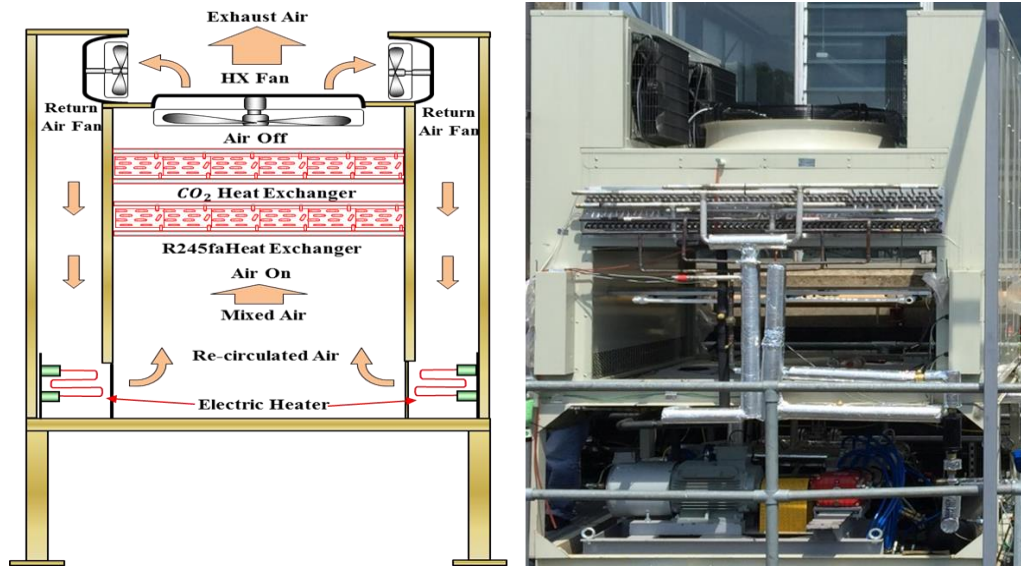 Exhaust Air
HX Fan
Return
Air Fan
Return
Air Fan
Air Off
CO2 Heat Exchanger
R245faHeat Exchanger
Air On
Mixed Air
Re-circulated Air
Electric Heater